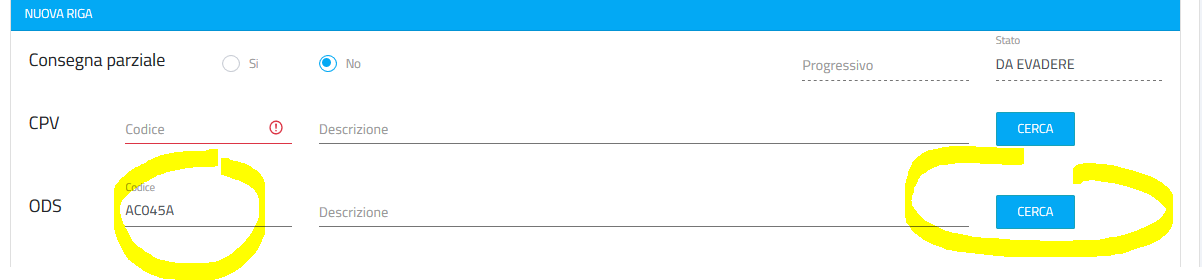 NUOVA RIGA
Stato
Consegna parziale Si No Progressivo DA EVADERE
CPV Codice Descrizione CERCA
Codice
ODS AC045A Descrizione CERCA